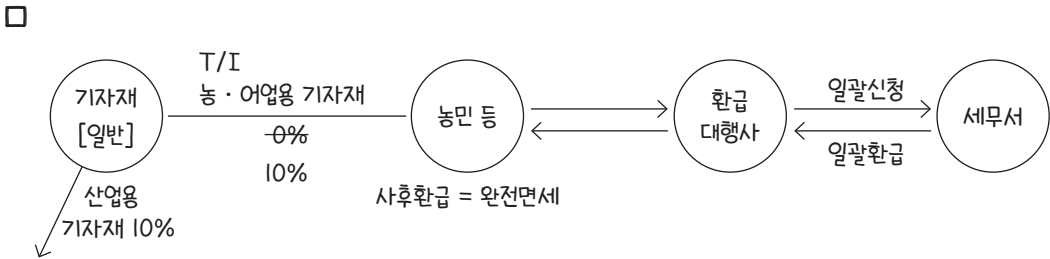 기자재
[일반]
T/I
농·어업용 기자재
0%
10%
농민 등
사후환급 = 완전면세
환급
대행사
일괄신청
일괄환급
세무서
산업용
기자재 10%